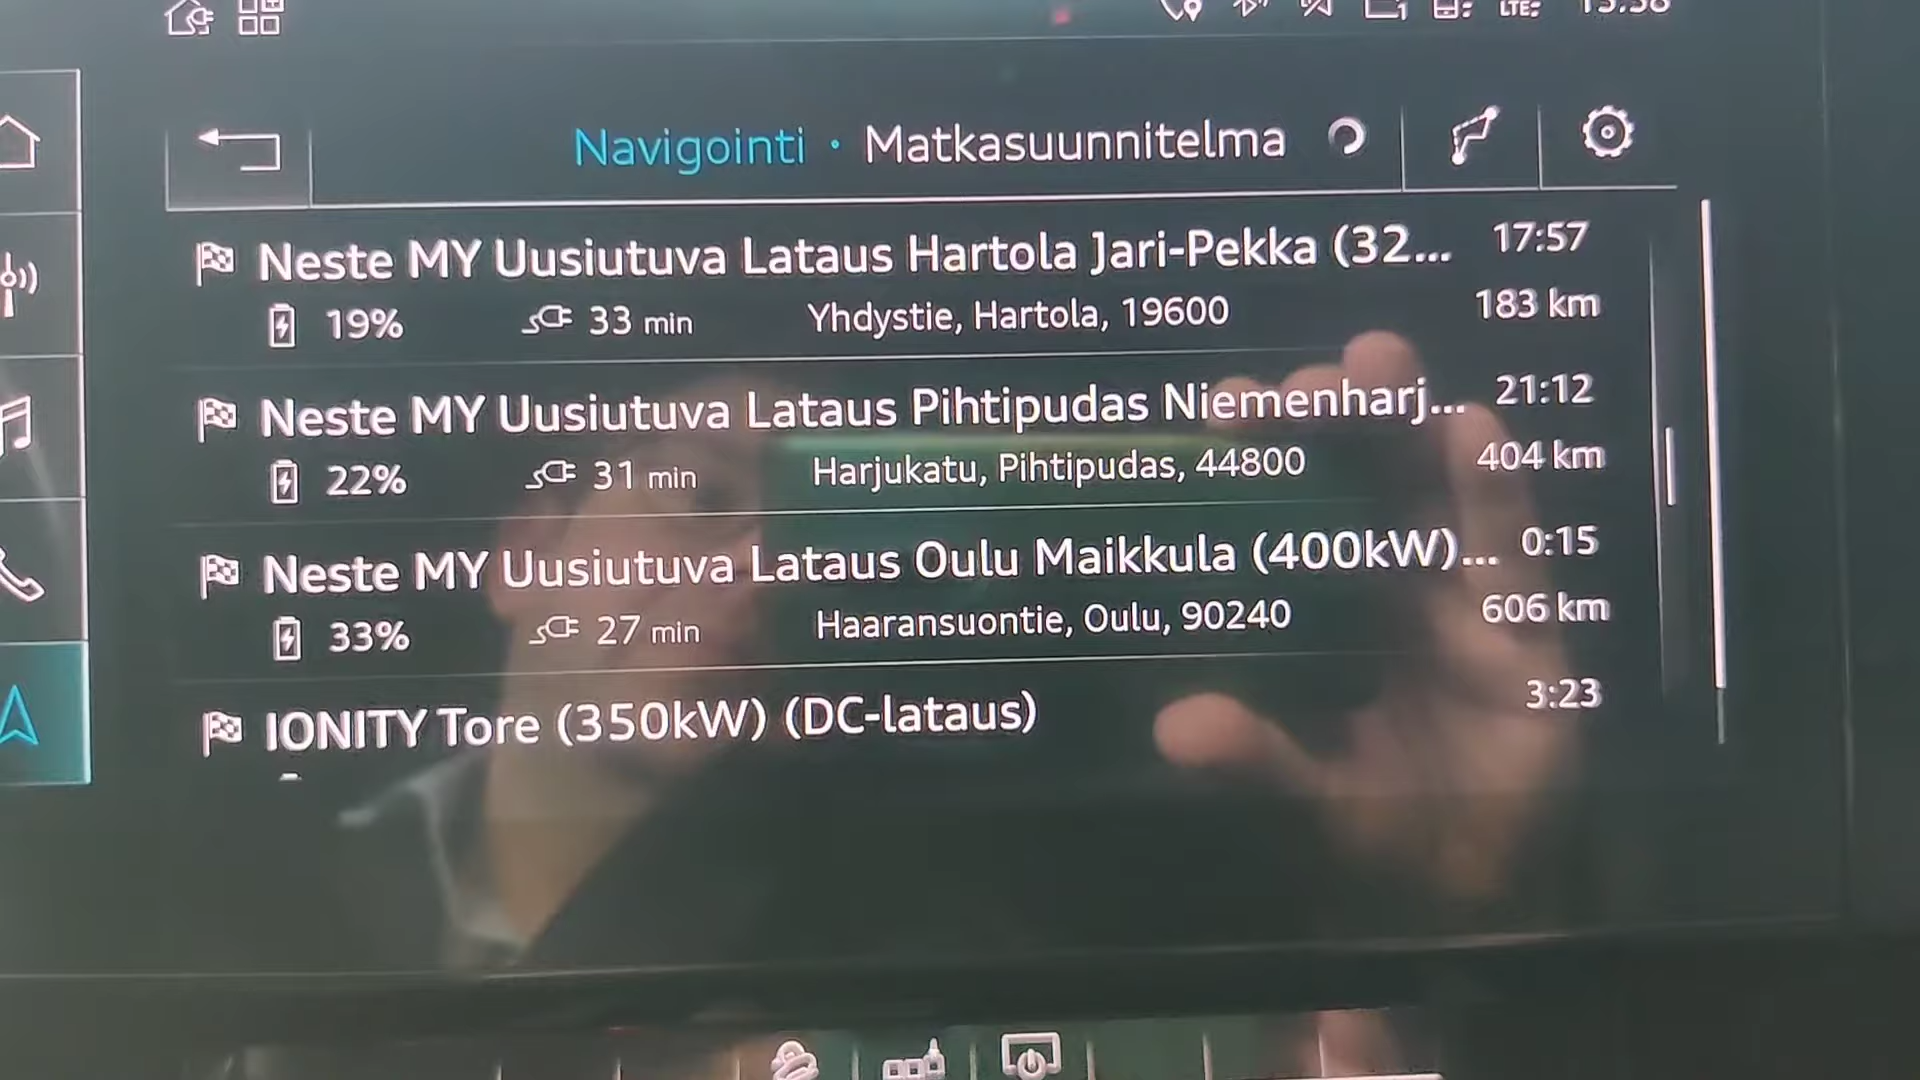 LTE
Navigointi • Matkasuunnitelma
Neste MY Uusiutuva Lataus Hartola Jari-Pekka (32... 17:57
19% 33 min Yhdystie, Hartola, 19600 183 km
Neste MY Uusiutuva Lataus Pihtipudas Niemenharj... 21:12
22% 31 min Harjukatu, Pihtipudas, 44800 404 km
Neste MY Uusiutuva Lataus Oulu Maikkula (400kW)... 0:15
33% 27 min Haaransuontie, Oulu, 90240 606 km
IONITY Tore (350kW) (DC-lataus) 3:23